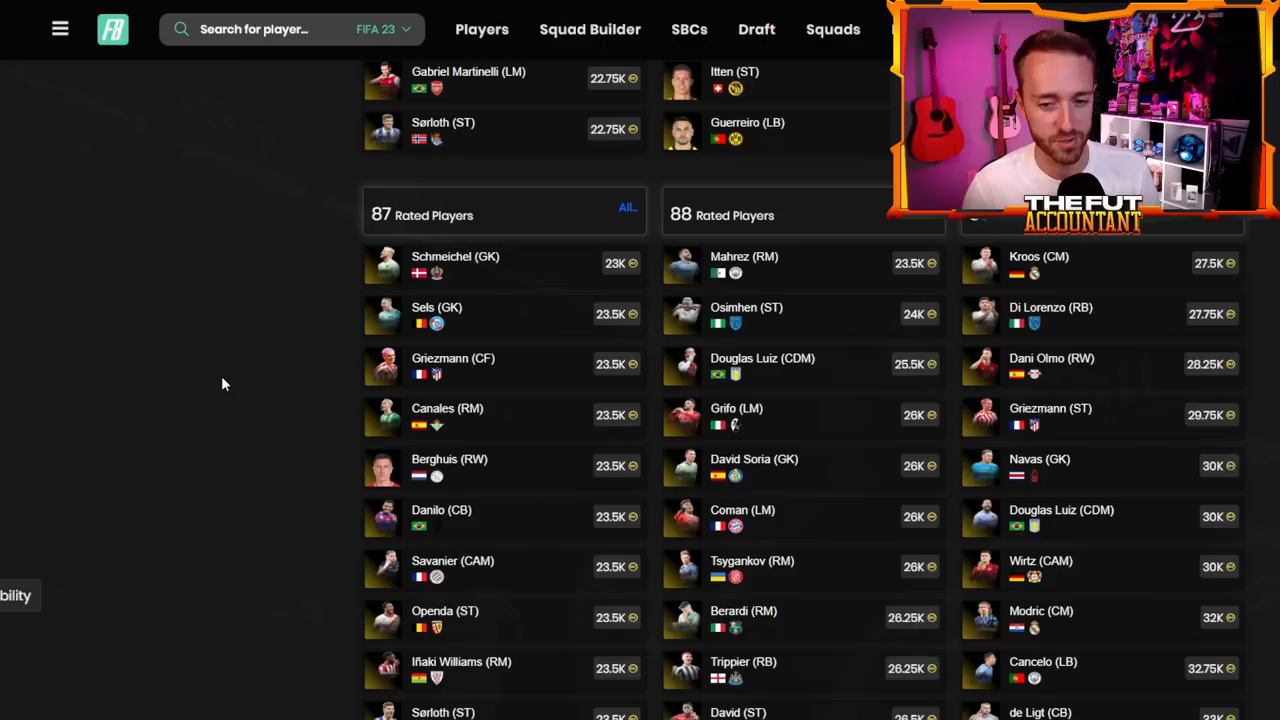 FB
Search for player...
FIFA 23
Players
Squad Builder
SBCs
Draft
Squads
Gabriel Martinelli (LM)
22.75K
Sørloth (ST)
22.75K
Itten (ST)
Guerreiro (LB)
THE FUT
ACCOUNTANT
87 Rated Players
All...
Schmeichel (GK)
23K
Sels (GK)
23.5K
Griezmann (CF)
23.5K
Canales (RM)
23.5K
Berghuis (RW)
23.5K
Danilo (CB)
23.5K
Savanier (CAM)
23.5K
Openda (ST)
23.5K
Iñaki Williams (RM)
23.5K
Sørloth (ST)
23.5K
88 Rated Players
Mahrez (RM)
23.5K
Osimhen (ST)
24K
Douglas Luiz (CDM)
25.5K
Grifo (LM)
26K
David Soria (GK)
26K
Coman (LM)
26K
Tsygankov (RM)
26K
Berardi (RM)
26.25K
Trippier (RB)
26.25K
David (ST)
26.5K
Kroos (CM)
27.5K
Di Lorenzo (RB)
27.75K
Dani Olmo (RW)
28.25K
Griezmann (ST)
29.75K
Navas (GK)
30K
Douglas Luiz (CDM)
30K
Wirtz (CAM)
30K
Modric (CM)
32K
Cancelo (LB)
32.75K
de Ligt (CB)
33K
bility